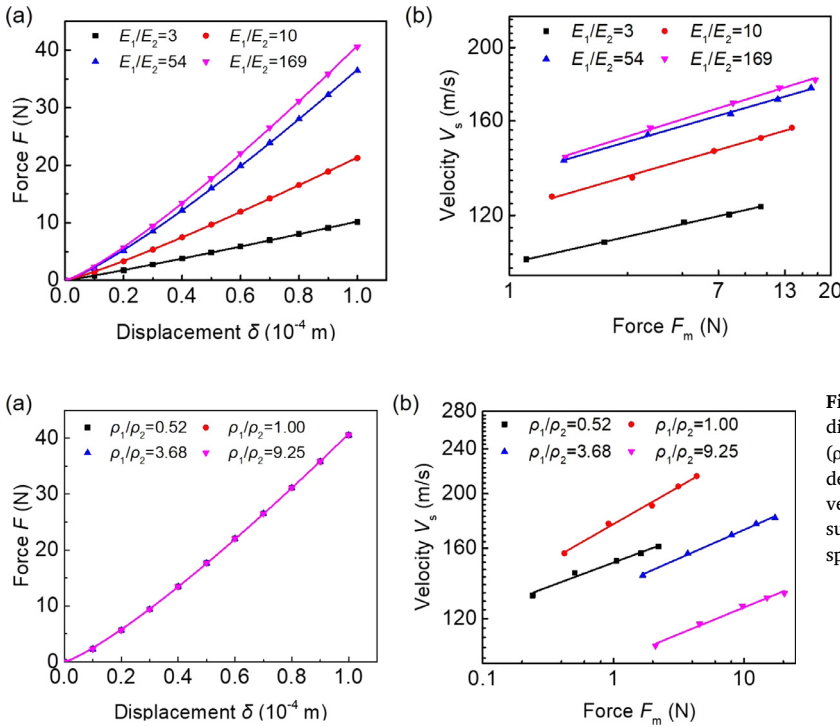 (a)
E₁/E₂=3 E₁/E₂=10
E₁/E₂=54 E₁/E₂=169
40
30
20
10
0
0.0 0.2 0.4 0.6 0.8 1.0
Force F (N)
Displacement δ (10⁻⁴ m)
(b)
E₁/E₂=3 E₁/E₂=10
E₁/E₂=54 E₁/E₂=169
200
160
120
1 7 13 20
Velocity Vₛ (m/s)
Force Fₘ (N)
(a)
ρ₁/ρ₂=0.52 ρ₁/ρ₂=1.00
ρ₁/ρ₂=3.68 ρ₁/ρ₂=9.25
40
30
20
10
0
0.0 0.2 0.4 0.6 0.8 1.0
Force F (N)
Displacement δ (10⁻⁴ m)
(b)
ρ₁/ρ₂=0.52 ρ₁/ρ₂=1.00
ρ₁/ρ₂=3.68 ρ₁/ρ₂=9.25
280
240
200
160
120
0.1 1 10
Velocity Vₛ (m/s)
Force Fₘ (N)
Fi
di
(ρ
de
ve
su
sp